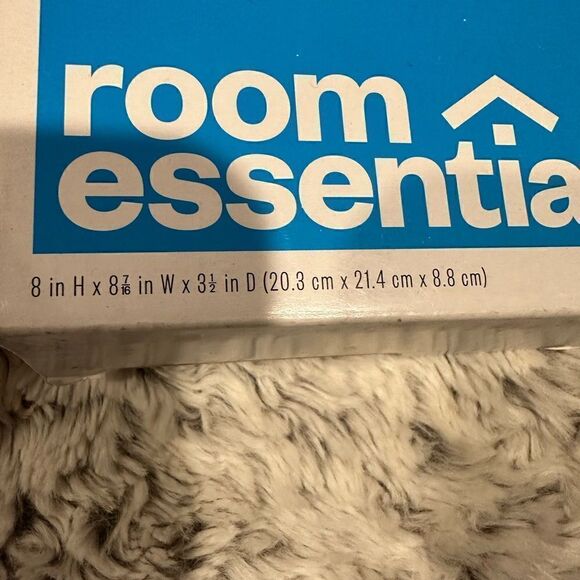 room
essentia
8 in H x 8 7/16 in W x 3 1/2 in D (20.3 cm x 21.4 cm x 8.8 cm)